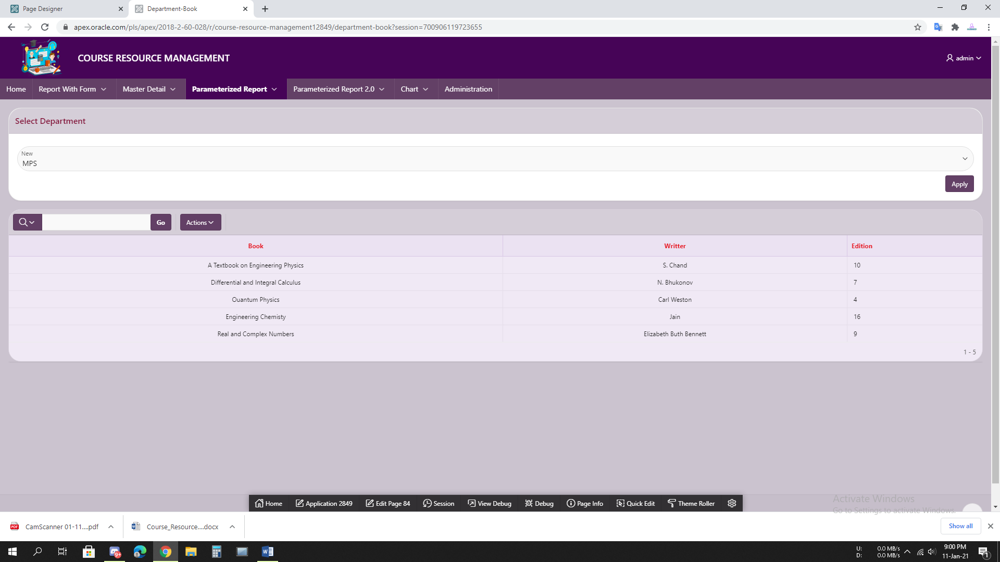 Page Designer
Department-Book
apex.oracle.com/pls/apex/2018-2-60-028/r/course-resource-management12849/department-book?session=700906119723655
COURSE RESOURCE MANAGEMENT
admin
Home Report With Form Master Detail Parameterized Report Parameterized Report 2.0 Chart Administration
Select Department
New
MPS
Apply
Go Actions
Book Writter Edition
A Textbook on Engineering Physics S. Chand 10
Differential and Integral Calculus N. Bhukonov 7
Quantum Physics Carl Weston 4
Engineering Chemisty Jain 16
Real and Complex Numbers Elizabeth Buth Bennett 9
1 - 5
Home Application 2849 Edit Page 84 Session View Debug Debug Page Info Quick Edit Theme Roller
Activate Windows
Go to Settings to activate Windows.
CamScanner 01-11....pdf Course_Resource....docx Show all
9+
U: 0.0 MB/s
D: 0.0 MB/s
9:00 PM
11-Jan-21
1